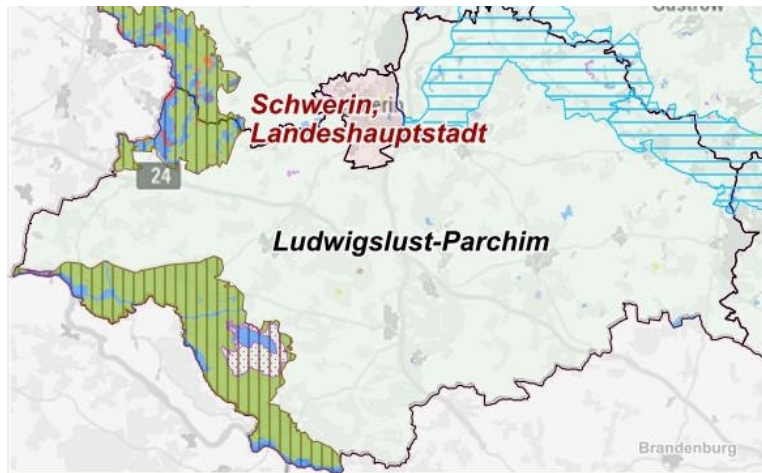 Schwerin,
Landeshauptstadt
24
Ludwigslust-Parchim
Brandenburg